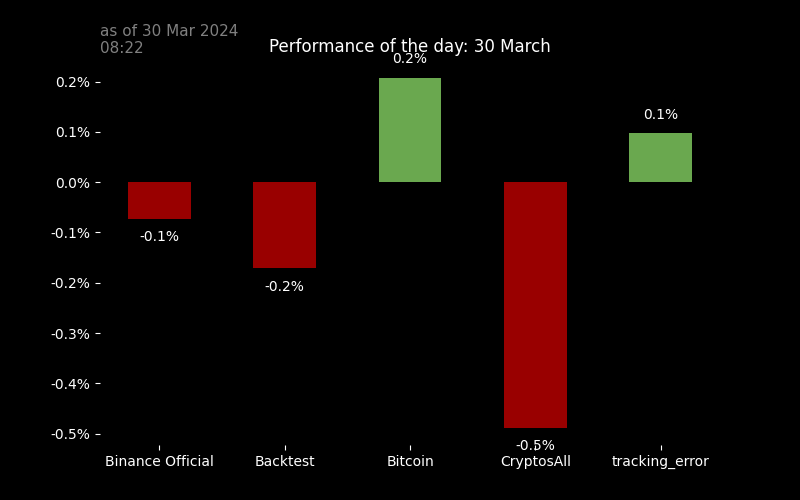 as of 30 Mar 2024
08:22
Performance of the day: 30 March
0.2%
0.2%
0.1%
0.1%
0.0%
-0.1%
-0.1%
-0.2%
-0.2%
-0.3%
-0.4%
-0.5%
-0.5%
Binance Official
Backtest
Bitcoin
CryptosAll
tracking_error